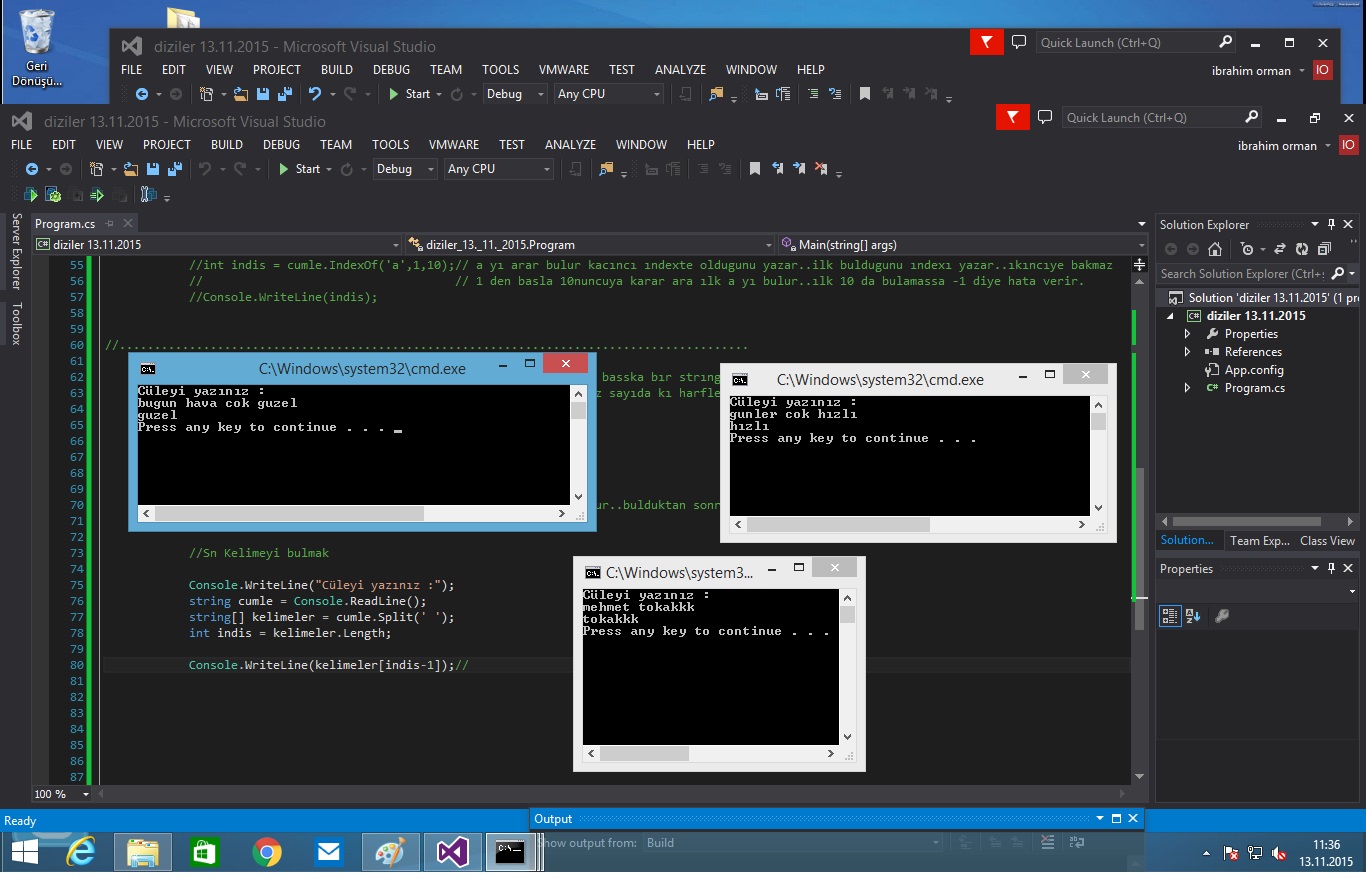 Geri
Dönüşü...
diziler 13.11.2015 - Microsoft Visual Studio
Quick Launch (Ctrl+Q)
FILE EDIT VIEW PROJECT BUILD DEBUG TEAM TOOLS VMWARE TEST ANALYZE WINDOW HELP
ibrahim orman IO
Start Debug Any CPU
diziler 13.11.2015 - Microsoft Visual Studio
Quick Launch (Ctrl+Q)
FILE EDIT VIEW PROJECT BUILD DEBUG TEAM TOOLS VMWARE TEST ANALYZE WINDOW HELP
ibrahim orman IO
Start Debug Any CPU
Server Explorer
Toolbox
Program.cs
C# diziler 13.11.2015
diziler_13._11._2015.Program
Main(string[] args)
55 //int indis = cumle.IndexOf('a',1,10);// a yı arar bulur kacıncı ındexte oldugunu yazar..ilk buldugunu ındexı yazar..ıkıncıye bakmaz
56 // // 1 den basla 10nuncuya karar ara ılk a yı bulur..ılk 10 da bulamassa -1 diye hata verir.
57 //Console.WriteLine(indis);
58
59
60 //..........................................................................................
61
62 basska bır strıng
63 z sayida kı harfle
64
65
66
67
68
69
70 ur..bulduktan sonr
71
72
73 //Sn Kelimeyi bulmak
74
75 Console.WriteLine("Cüleyi yazınız :");
76 string cumle = Console.ReadLine();
77 string[] kelimeler = cumle.Split(' ');
78 int indis = kelimeler.Length;
79
80 Console.WriteLine(kelimeler[indis-1]);//
81
82
83
84
85
86
87
100 %
C:\Windows\system32\cmd.exe
Cüleyi yazınız :
bugun hava cok guzel
guzel
Press any key to continue . . . _
C:\Windows\system32\cmd.exe
Cüleyi yazınız :
gunler cok hızlı
hızlı
Press any key to continue . . .
C:\Windows\system3...
Cüleyi yazınız :
mehmet tokakkk
tokakkk
Press any key to continue . . .
Solution Explorer
Search Solution Explorer (Ctrl+;
Solution 'diziler 13.11.2015' (1 pr
C# diziler 13.11.2015
Properties
References
App.config
C# Program.cs
Solution... Team Exp... Class View
Properties
Ready
Output
Show output from: Build
11:36
13.11.2015